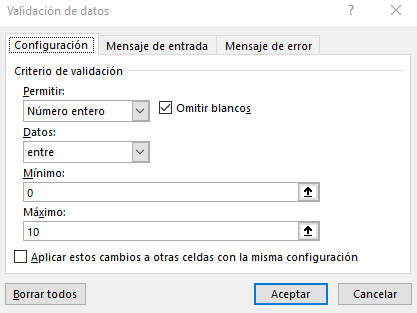 Validación de datos
Configuración Mensaje de entrada Mensaje de error
Criterio de validación
Permitir:
Número entero Omitir blancos
Datos:
entre
Mínimo:
0
Máximo:
10
Aplicar estos cambios a otras celdas con la misma configuración
Borrar todos Aceptar Cancelar